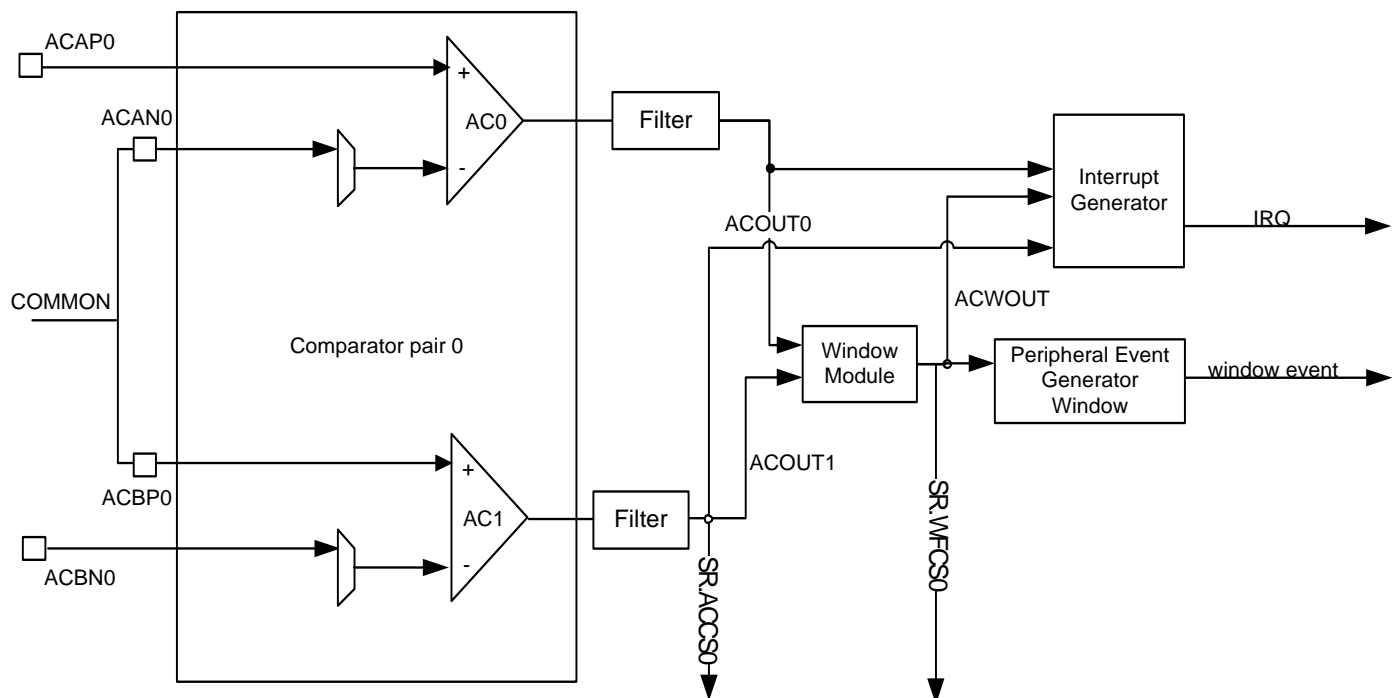 ACAP0
+
ACAN0
AC0
-
Filter
Interrupt
Generator
IRQ
ACOUT0
COMMON
ACWOUT
Comparator pair 0
Window
Module
Peripheral Event
Generator
Window
window event
ACOUT1
ACBP0
+
AC1
-
Filter
ACBN0
SR.ACCS0
SR.WFCS0